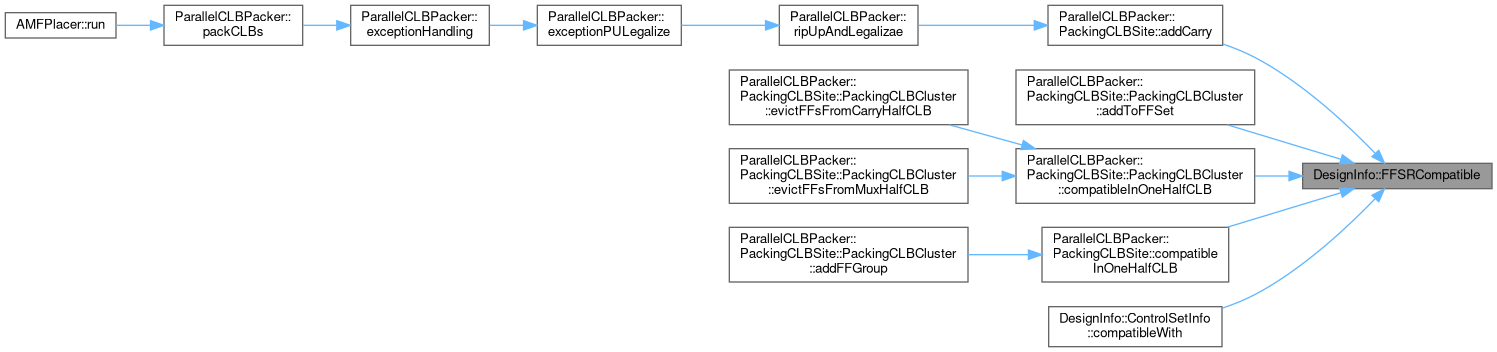 AMFPlacer::run
ParallelCLBPacker::
packCLBs
ParallelCLBPacker::
exceptionHandling
ParallelCLBPacker::
exceptionPULegalize
ParallelCLBPacker::
ripUpAndLegalizae
ParallelCLBPacker::
PackingCLBSite::addCarry
ParallelCLBPacker::
PackingCLBSite::PackingCLBCluster
::evictFFsFromCarryHalfCLB
ParallelCLBPacker::
PackingCLBSite::PackingCLBCluster
::addToFFSet
ParallelCLBPacker::
PackingCLBSite::PackingCLBCluster
::evictFFsFromMuxHalfCLB
ParallelCLBPacker::
PackingCLBSite::PackingCLBCluster
::compatibleInOneHalfCLB
DesignInfo::FFSRCompatible
ParallelCLBPacker::
PackingCLBSite::PackingCLBCluster
::addFFGroup
ParallelCLBPacker::
PackingCLBSite::compatible
InOneHalfCLB
DesignInfo::ControlSetInfo
::compatibleWith